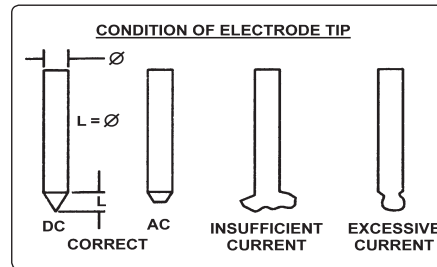 CONDITION OF ELECTRODE TIP
Ø
L = Ø
L
DC
AC
CORRECT
INSUFFICIENT
CURRENT
EXCESSIVE
CURRENT